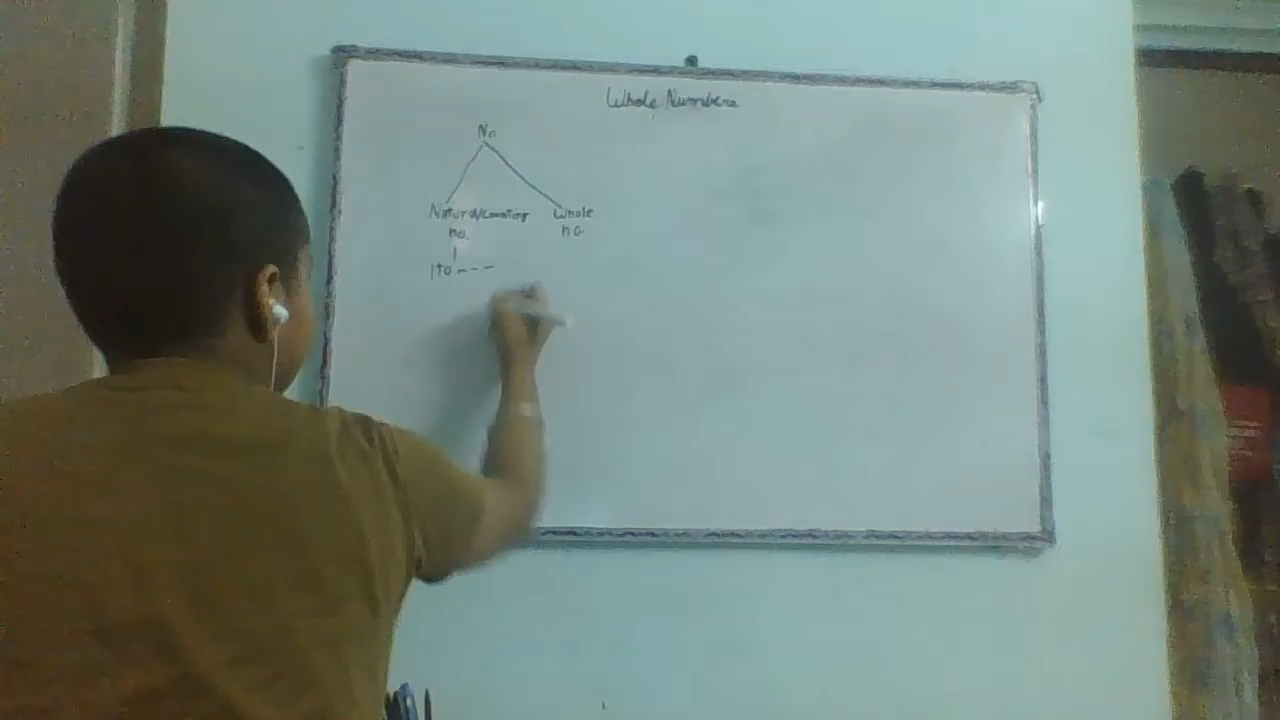 Whole Numbers
No
Natural/Counting Whole
no. no.
1 to ---